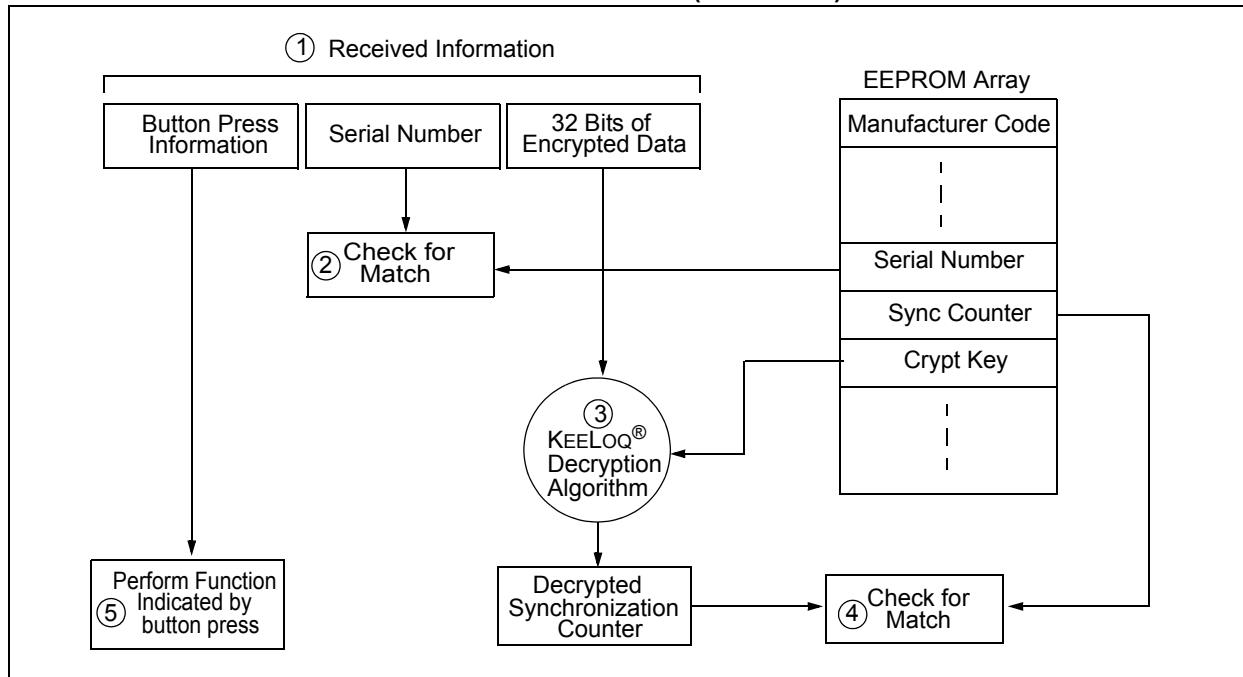 ① Received Information
EEPROM Array
Button Press
Information
Serial Number
32 Bits of
Encrypted Data
Manufacturer Code
② Check for
Match
Serial Number
Sync Counter
Crypt Key
③
KEELOQ®
Decryption
Algorithm
Perform Function
⑤ Indicated by
button press
Decrypted
Synchronization
Counter
④ Check for
Match